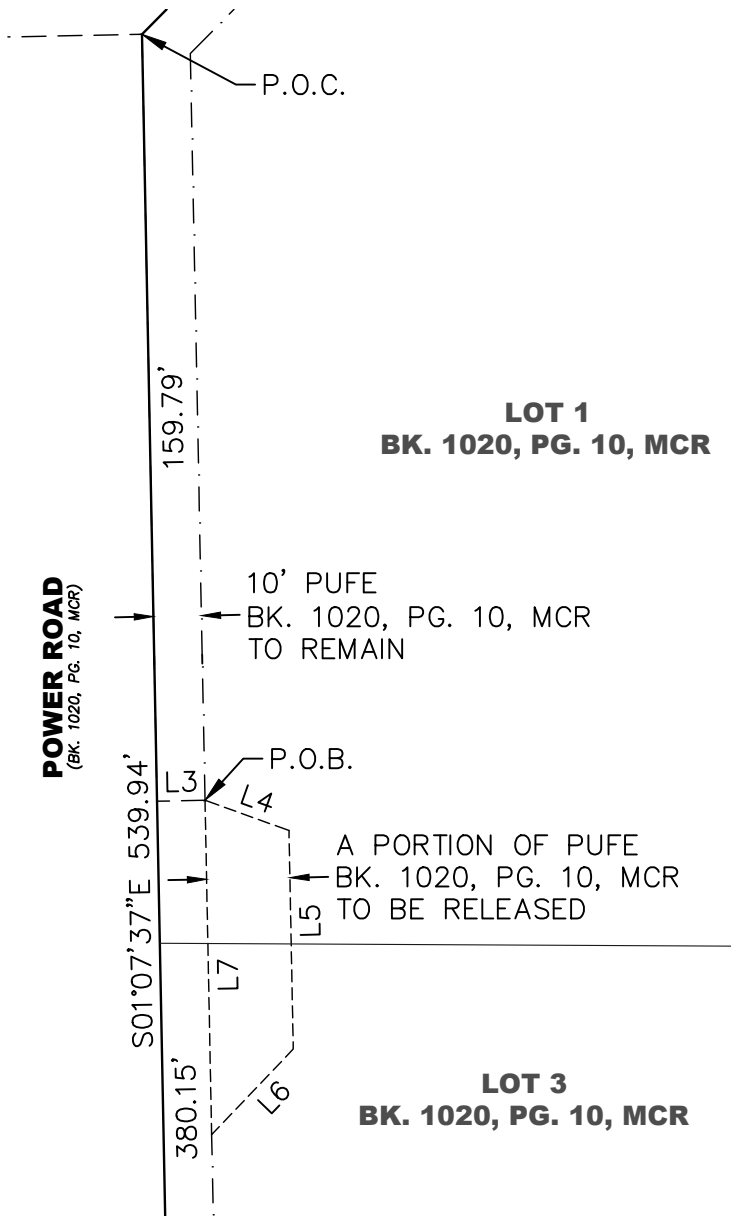 P.O.C.
159.79'
LOT 1
BK. 1020, PG. 10, MCR
10' PUFE
BK. 1020, PG. 10, MCR
TO REMAIN
POWER ROAD
(BK. 1020, PG. 10, MCR)
P.O.B.
L3
L4
S01°07'37"E 539.94'
A PORTION OF PUFE
BK. 1020, PG. 10, MCR
TO BE RELEASED
L5
L7
380.15'
L6
LOT 3
BK. 1020, PG. 10, MCR